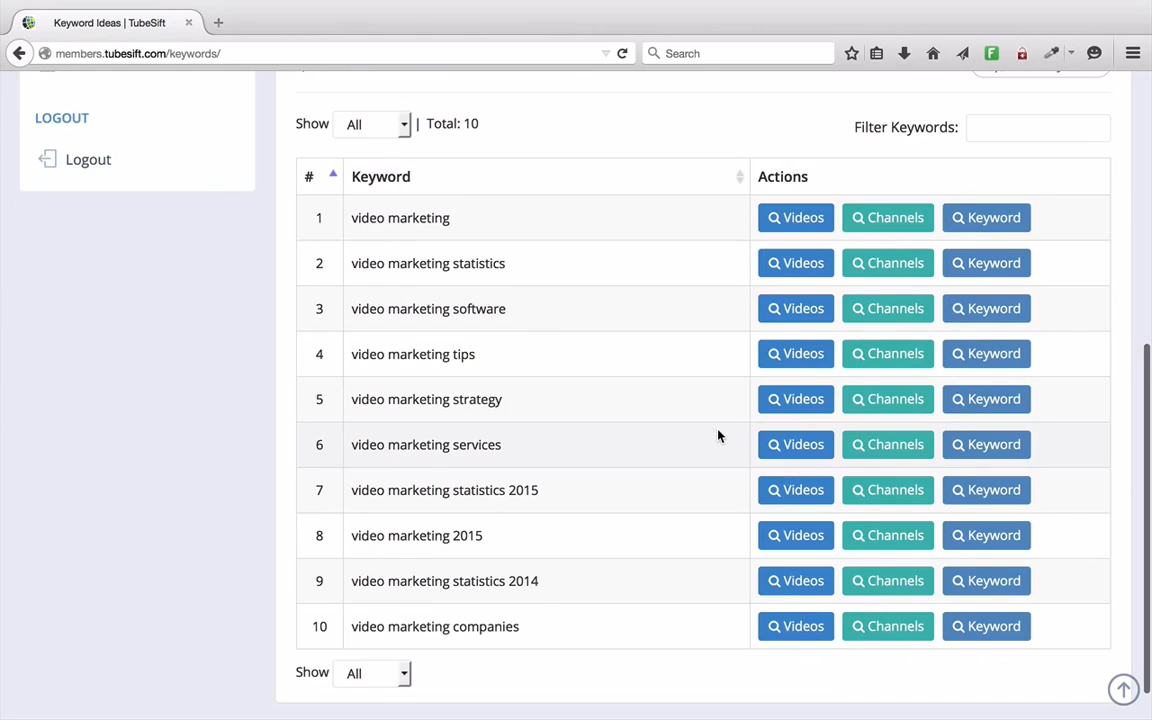 Keyword Ideas | TubeSift
members.tubesift.com/keywords/
Search
LOGOUT
Logout
Show All | Total: 10
Filter Keywords:
# Keyword Actions
1 video marketing Videos Channels Keyword
2 video marketing statistics Videos Channels Keyword
3 video marketing software Videos Channels Keyword
4 video marketing tips Videos Channels Keyword
5 video marketing strategy Videos Channels Keyword
6 video marketing services Videos Channels Keyword
7 video marketing statistics 2015 Videos Channels Keyword
8 video marketing 2015 Videos Channels Keyword
9 video marketing statistics 2014 Videos Channels Keyword
10 video marketing companies Videos Channels Keyword
Show All